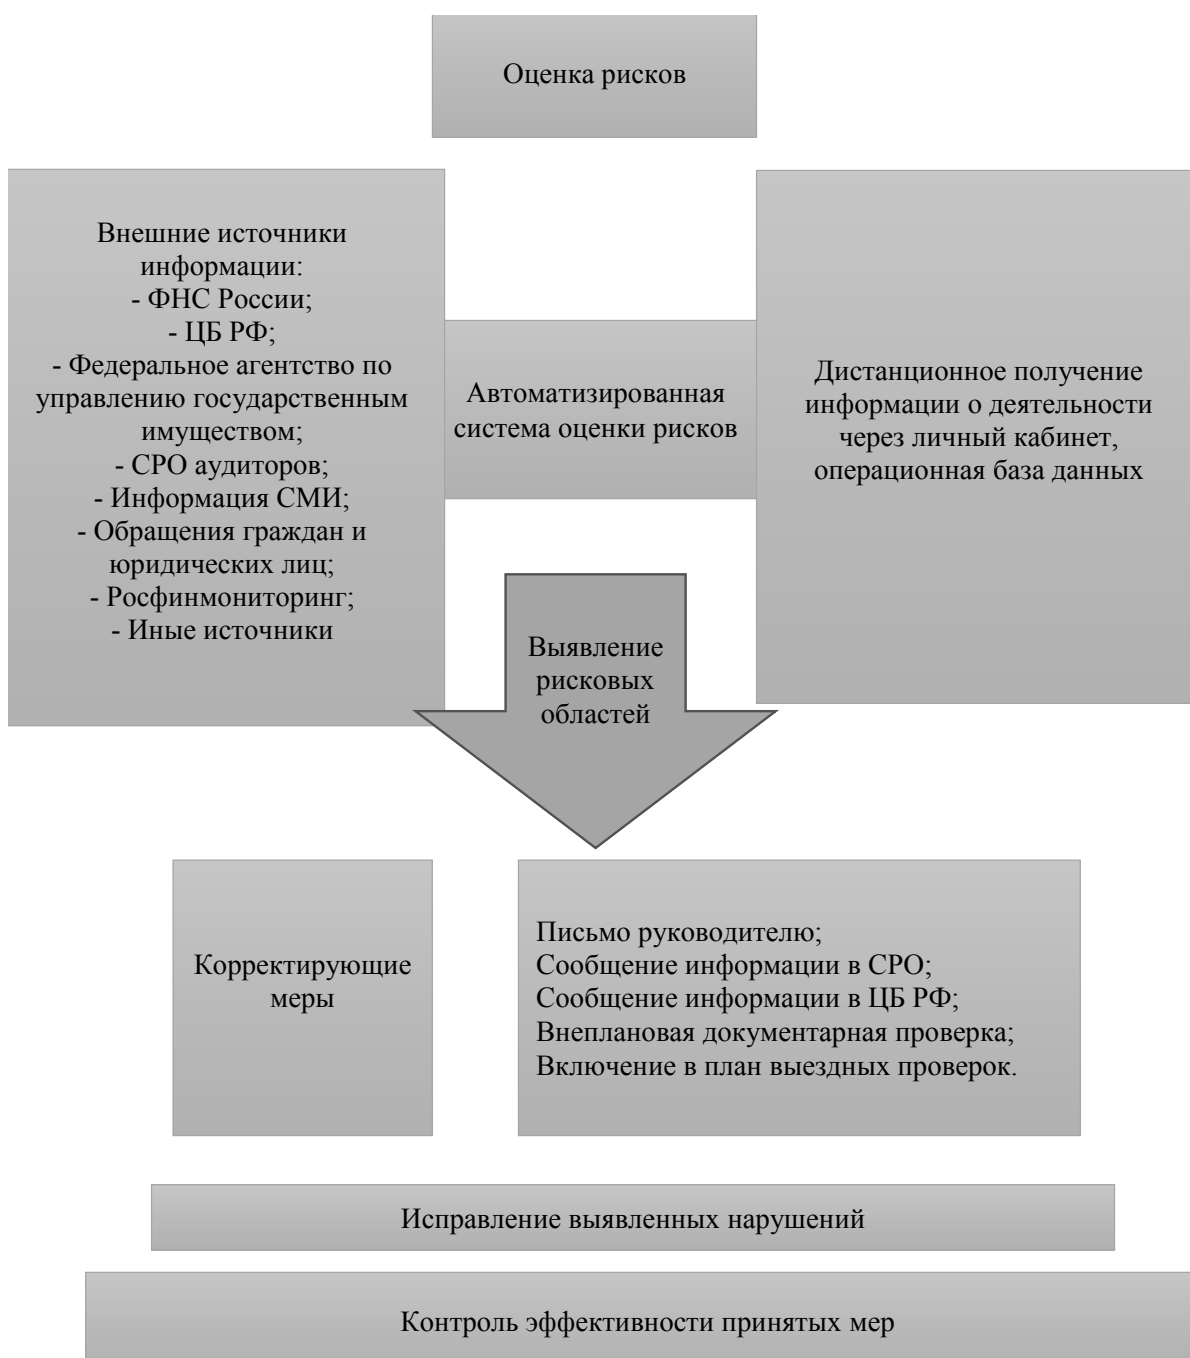 Оценка рисков
Внешние источники
информации:
- ФНС России;
- ЦБ РФ;
- Федеральное агентство по
управлению государственным
имуществом;
- СРО аудиторов;
- Информация СМИ;
- Обращения граждан и
юридических лиц;
- Росфинмониторинг;
- Иные источники
Автоматизированная
система оценки рисков
Дистанционное получение
информации о деятельности
через личный кабинет,
операционная база данных
Выявление
рисковых
областей
Корректирующие
меры
Письмо руководителю;
Сообщение информации в СРО;
Сообщение информации в ЦБ РФ;
Внеплановая документарная проверка;
Включение в план выездных проверок.
Исправление выявленных нарушений
Контроль эффективности принятых мер